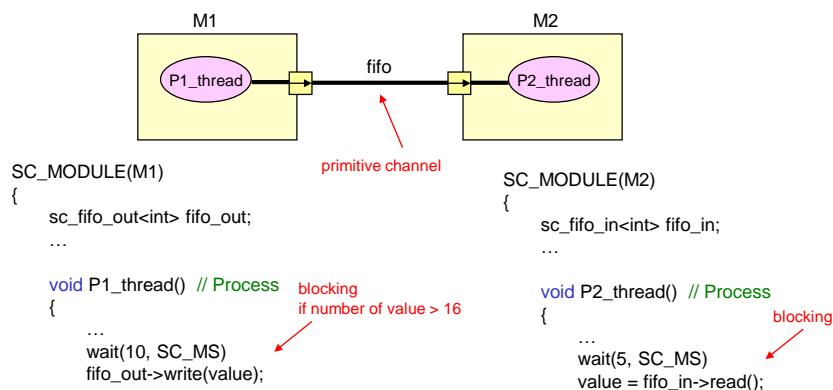 M1
M2
P1_thread
fifo
P2_thread
primitive channel
SC_MODULE(M1)
{
sc_fifo_out<int> fifo_out;
…
void P1_thread() // Process
{
…
wait(10, SC_MS)
fifo_out->write(value);
blocking
if number of value > 16
SC_MODULE(M2)
{
sc_fifo_in<int> fifo_in;
…
void P2_thread() // Process
{
…
wait(5, SC_MS)
value = fifo_in->read();
blocking